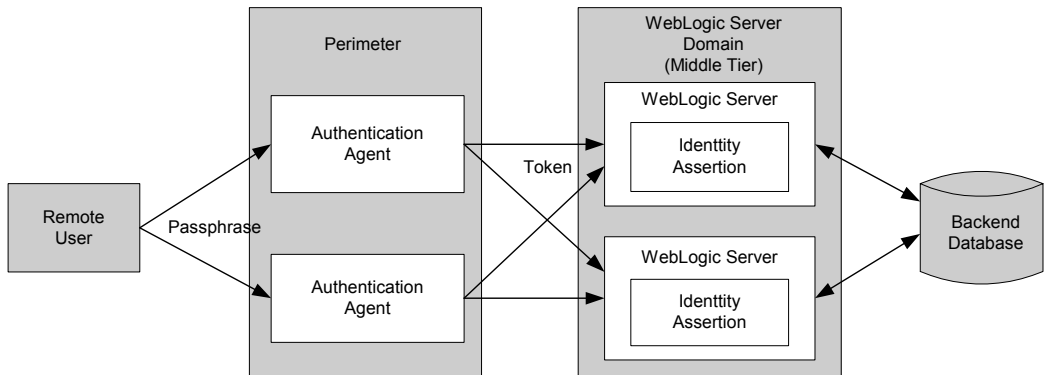 Perimeter
WebLogic Server
Domain
(Middle Tier)
WebLogic Server
Authentication
Agent
Identtity
Assertion
Token
Remote
User
Passphrase
Backend
Database
WebLogic Server
Authentication
Agent
Identtity
Assertion